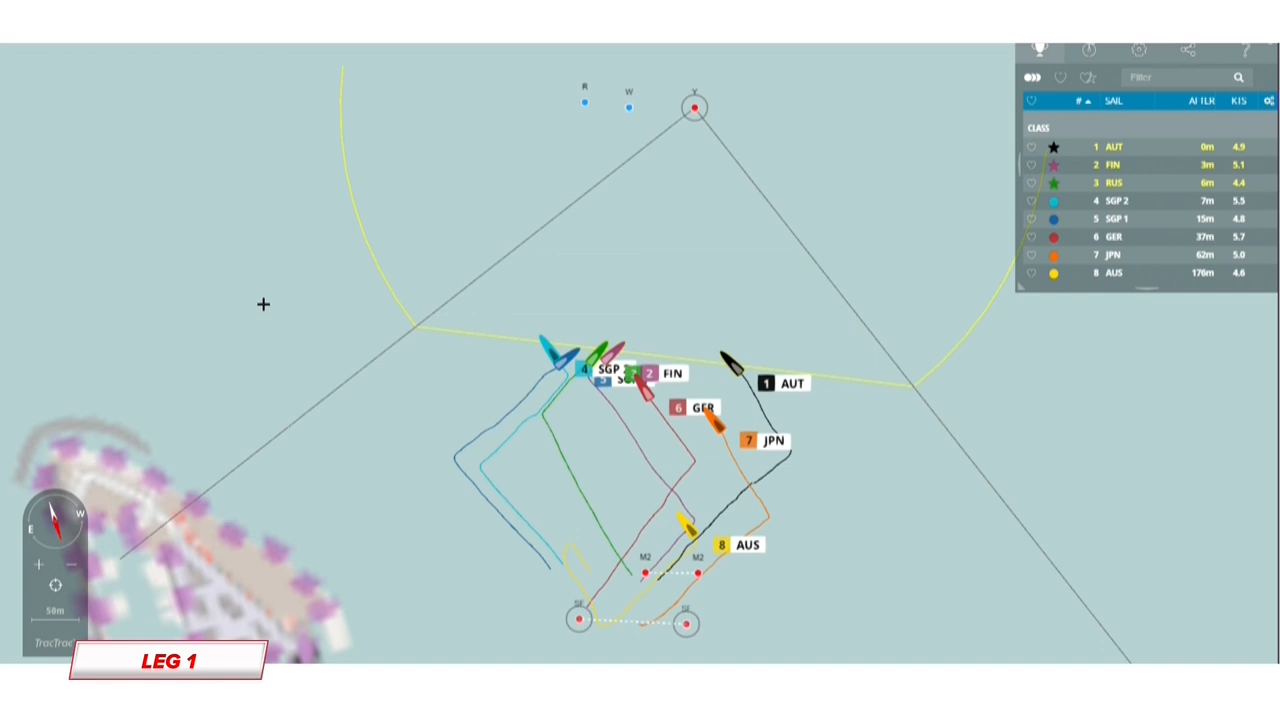 R W Y
Filter
# SAIL AFTER KTS
CLASS
1 AUT 0m 4.9
2 FIN 3m 5.1
3 RUS 6m 4.4
4 SGP 2 7m 5.5
5 SGP 1 15m 4.8
6 GER 37m 5.7
7 JPN 62m 5.0
8 AUS 176m 4.6
4 SGP
2 FIN
1 AUT
6 GER
7 JPN
8 AUS
M2 M2
W
E
50m
TracTrac
LEG 1